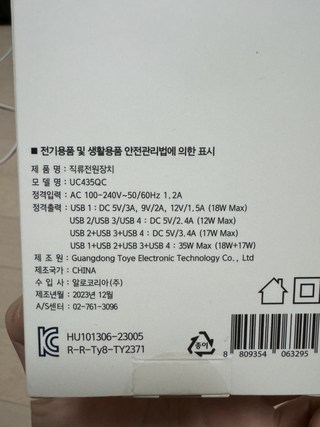 ■ 전기용품 및 생활용품 안전관리법에 의한 표시
제 품 명 : 직류전원장치
모 델 명 : UC435QC
정격입력 : AC 100-240V~50/60Hz 1.2A
정격출력 : USB 1 : DC 5V/3A, 9V/2A, 12V/1.5A (18W Max)
USB 2/USB 3/USB 4 : DC 5V/2.4A (12W Max)
USB 2+USB 3+USB 4 : DC 5V/3.4A (17W Max)
USB 1+USB 2+USB 3+USB 4 : 35W Max (18W+17W)
제 조 원 : Guangdong Toye Electronic Technology Co., Ltd
제조국가 : CHINA
수 입 사 : 알로코리아(주)
제조년월 : 2023년 12월
A/S센터 : 02-761-3096
HU101306-23005
R-R-Ty8-TY2371
종이
8 809354 063295